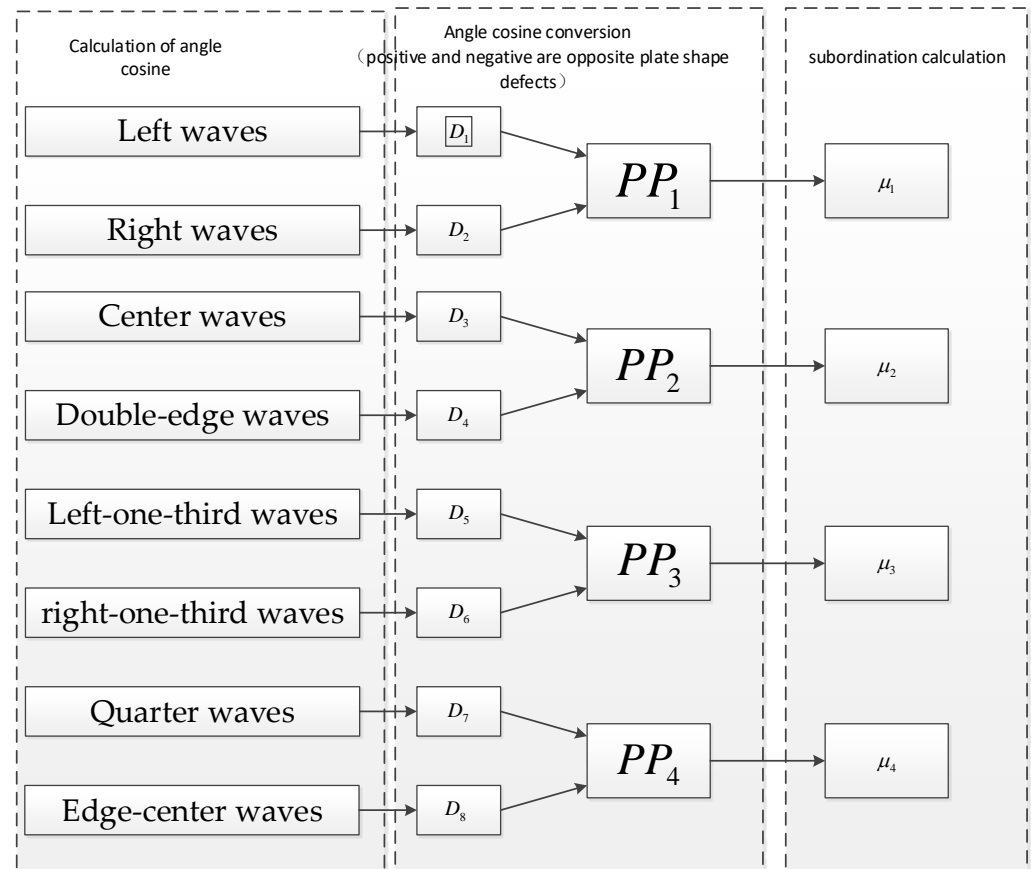 Calculation of angle
cosine
Angle cosine conversion
（positive and negative are opposite plate shape
defects）
subordination calculation
Left waves
D₁
PP₁
μ₁
Right waves
D₂
Center waves
D₃
PP₂
μ₂
Double-edge waves
D₄
Left-one-third waves
D₅
PP₃
μ₃
right-one-third waves
D₆
Quarter waves
D₇
PP₄
μ₄
Edge-center waves
D₈